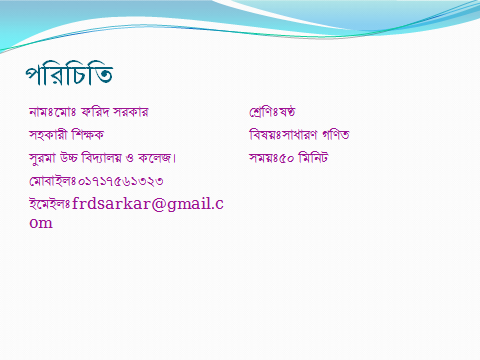 পরিচিতি
নামঃমোঃ ফরিদ সরকার
সহকারী শিক্ষক
সুরমা উচ্চ বিদ্যালয় ও কলেজ।
মোবাইলঃ০১৭১৭৫৬১৩২৩
ইমেইলঃfrdsarkar@gmail.c
om
শ্রেণিঃষষ্ঠ
বিষয়ঃসাধারণ গণিত
সময়ঃ৫০ মিনিট